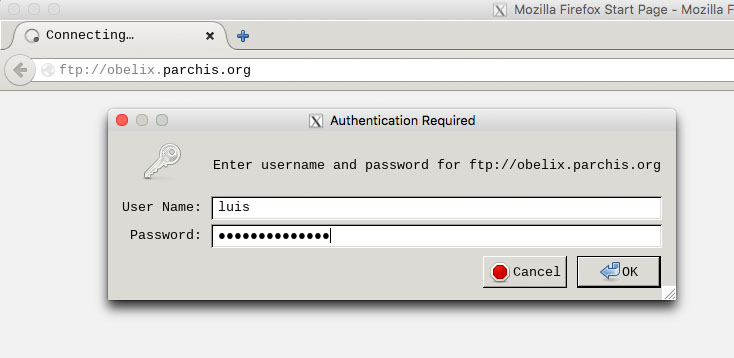 Mozilla Firefox Start Page - Mozilla F
Connecting…
ftp://obelix.parchis.org
Authentication Required
Enter username and password for ftp://obelix.parchis.org
User Name: luis
Password: ●●●●●●●●●●●●●●
Cancel OK